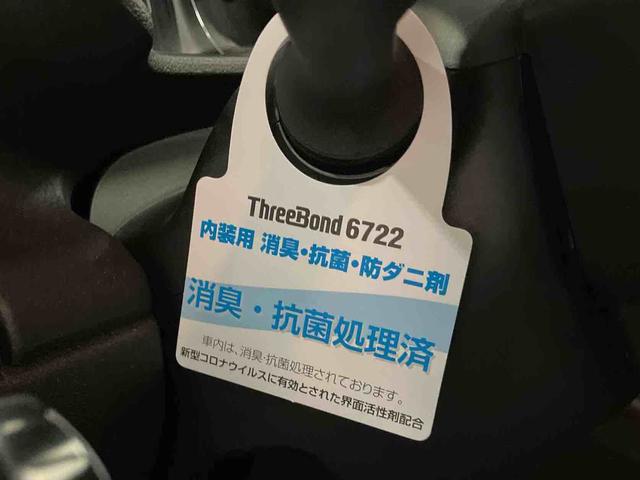 ThreeBond 6722
内装用 消臭・抗菌・防ダニ剤
消臭・抗菌処理済
車内は、消臭・抗菌処理されております。
新型コロナウイルスに有効とされた界面活性剤配合